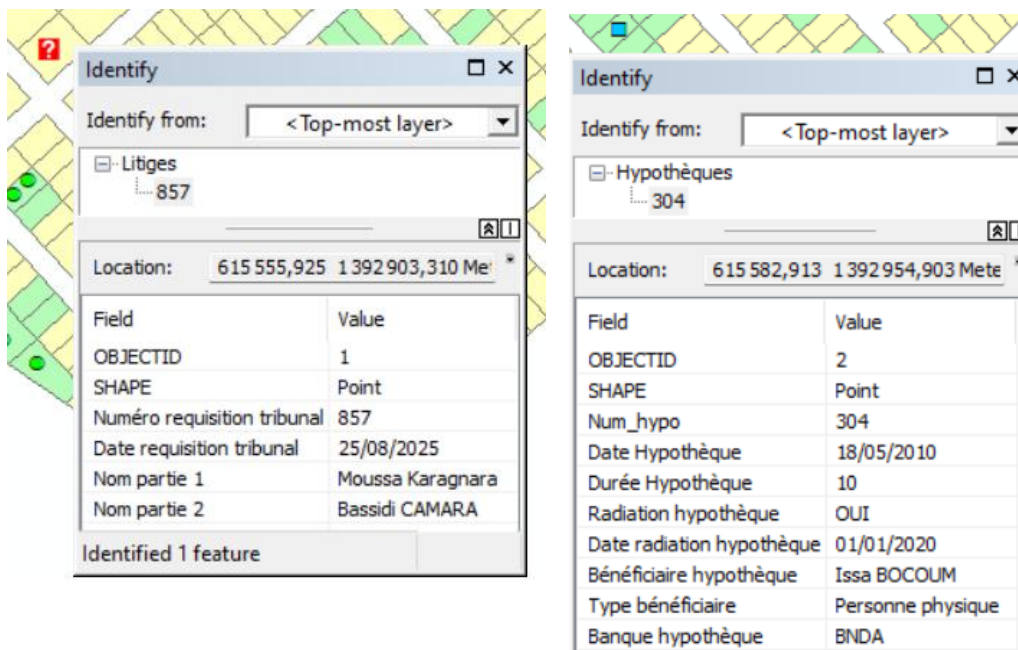 ?
Identify
Identify from: <Top-most layer>
Litiges
857
Location: 615 555,925 1 392 903,310 Met
Field Value
OBJECTID 1
SHAPE Point
Numéro requisition tribunal 857
Date requisition tribunal 25/08/2025
Nom partie 1 Moussa Karagnara
Nom partie 2 Bassidi CAMARA
Identified 1 feature
Identify
Identify from: <Top-most layer>
Hypothèques
304
Location: 615 582,913 1 392 954,903 Mete
Field Value
OBJECTID 2
SHAPE Point
Num_hypo 304
Date Hypothèque 18/05/2010
Durée Hypothèque 10
Radiation hypothèque OUI
Date radiation hypothèque 01/01/2020
Bénéficiaire hypothèque Issa BOCOUM
Type bénéficiaire Personne physique
Banque hypothèque BNDA